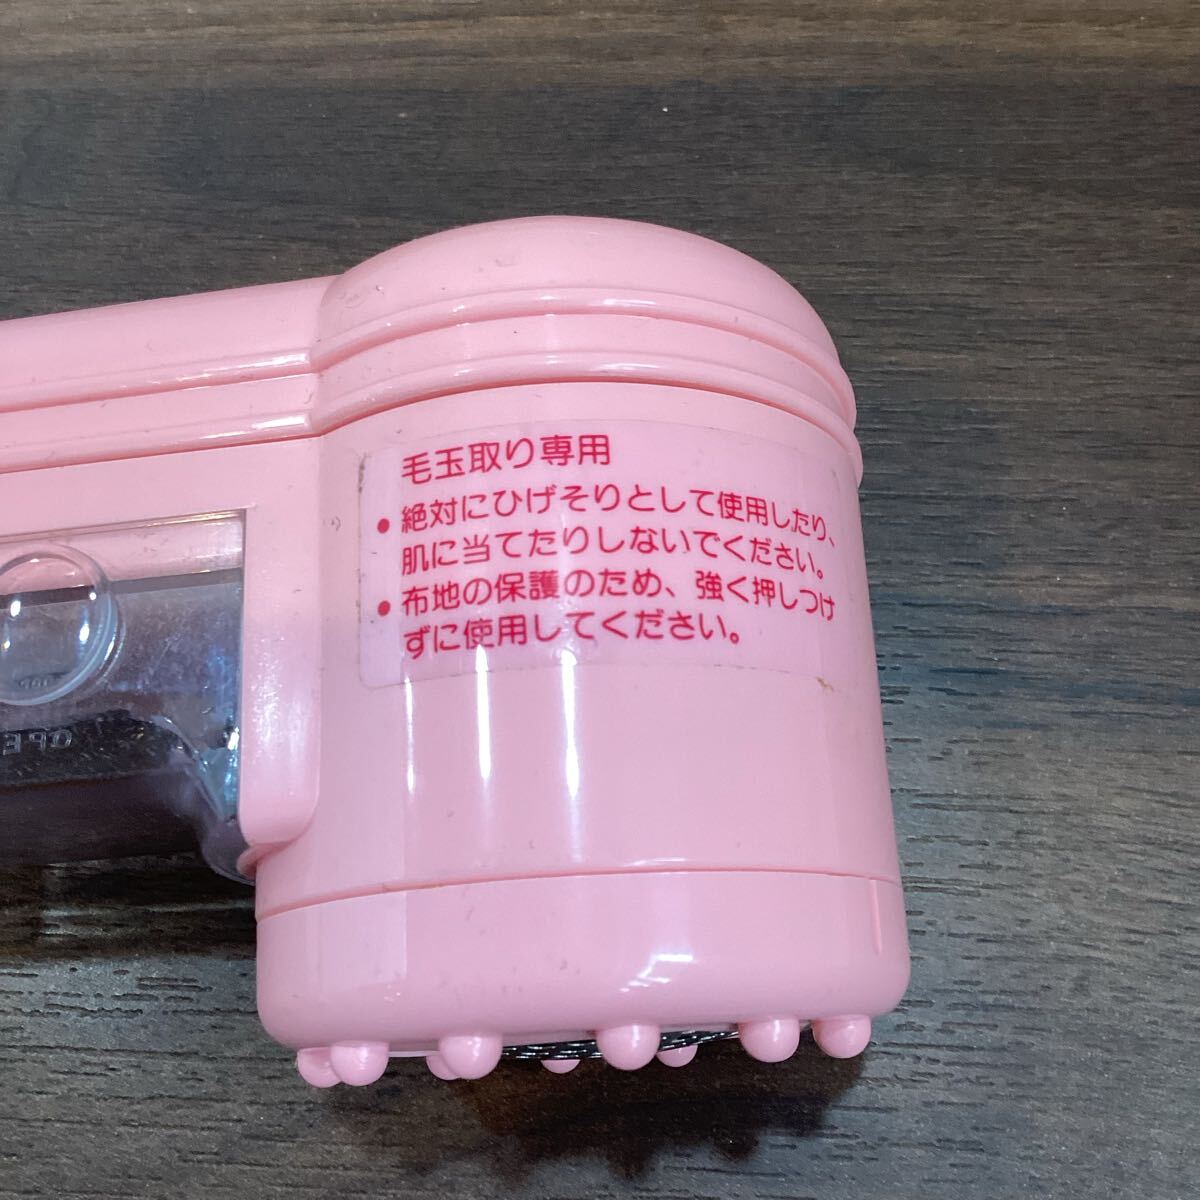 毛玉取り専用
●絶対にひげそりとして使用したり、
肌に当てたりしないでください。
●布地の保護のため、強く押しつけ
ずに使用してください。
OPE